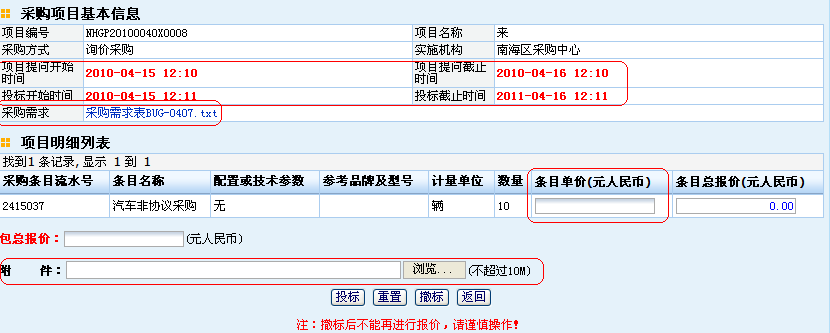 采购项目基本信息
项目编号 NHGP20100040X0008 项目名称 来
采购方式 询价采购 实施机构 南海区采购中心
项目提问开始时间 2010-04-15 12:10 项目提问截止时间 2010-04-16 12:10
投标开始时间 2010-04-15 12:11 投标截止时间 2011-04-16 12:11
采购需求 采购需求表BUG-0407.txt
项目明细列表
找到1 条记录,显示 1 到 1
采购条目流水号 条目名称 配置或技术参数 参考品牌及型号 计量单位 数量 条目单价(元人民币) 条目总报价(元人民币)
2415037 汽车非协议采购 无 辆 10 0.00
包总报价： (元人民币)
附 件： 浏览... (不超过10M)
投标 重置 撤标 返回
注：撤标后不能再进行报价，请谨慎操作！